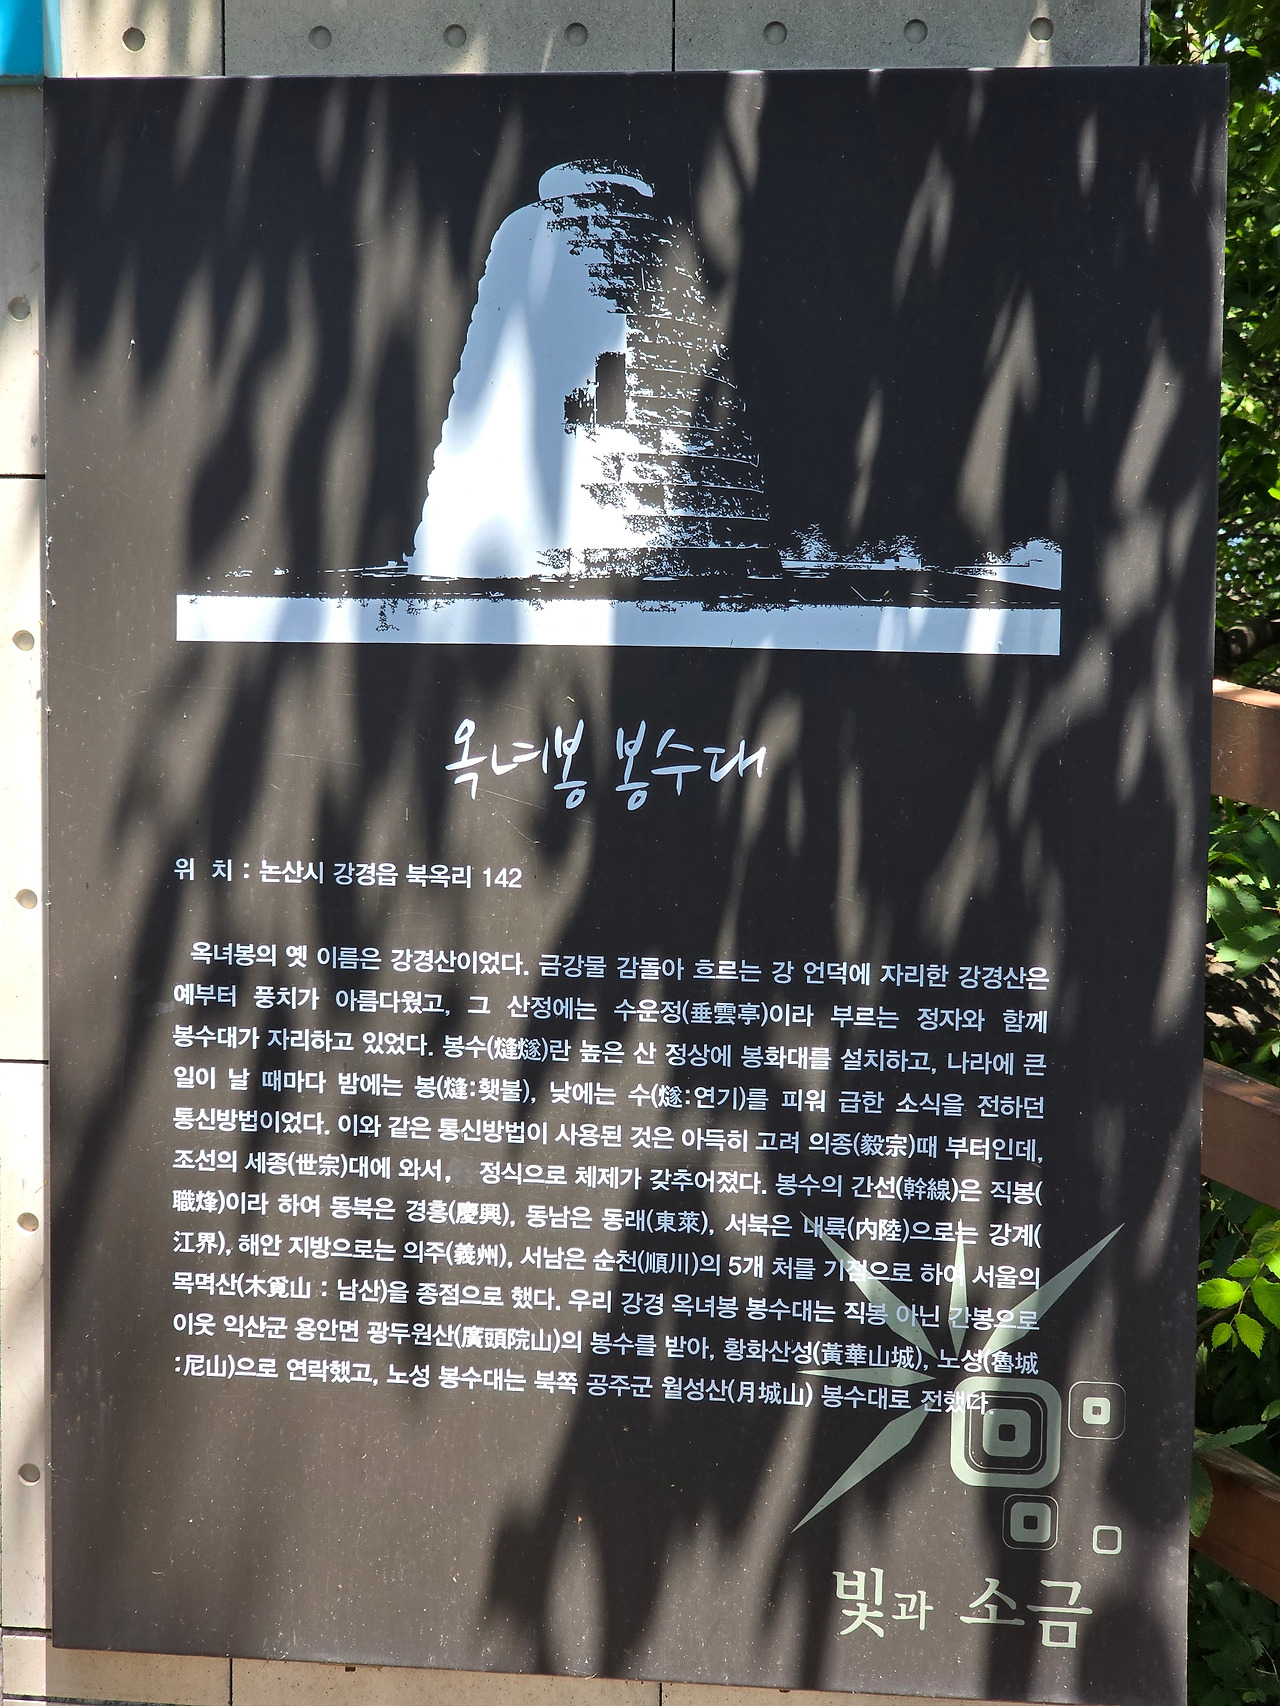 옥녀봉 봉수대
위 치 : 논산시 강경읍 북옥리 142
옥녀봉의 옛 이름은 강경산이었다. 금강물 감돌아 흐르는 강 언덕에 자리한 강경산은
예부터 풍치가 아름다웠고, 그 산정에는 수운정(垂雲亭)이라 부르는 정자와 함께
봉수대가 자리하고 있었다. 봉수(熢燧)란 높은 산 정상에 봉화대를 설치하고, 나라에 큰
일이 날 때마다 밤에는 봉(熢:횃불), 낮에는 수(燧:연기)를 피워 급한 소식을 전하던
통신방법이었다. 이와 같은 통신방법이 사용된 것은 아득히 고려 의종(毅宗)때 부터인데,
조선의 세종(世宗)대에 와서, 정식으로 체제가 갖추어졌다. 봉수의 간선(幹線)은 직봉(
職烽)이라 하여 동북은 경흥(慶興), 동남은 동래(東萊), 서북은 내륙(內陸)으로는 강계(
江界), 해안 지방으로는 의주(義州), 서남은 순천(順川)의 5개 처를 기점으로 하여 서울의
목멱산(木覓山 : 남산)을 종점으로 했다. 우리 강경 옥녀봉 봉수대는 직봉 아닌 간봉으로
이웃 익산군 용안면 광두원산(廣頭院山)의 봉수를 받아, 황화산성(黃華山城), 노성(魯城
:尼山)으로 연락했고, 노성 봉수대는 북쪽 공주군 월성산(月城山) 봉수대로 전했다.
빛과 소금